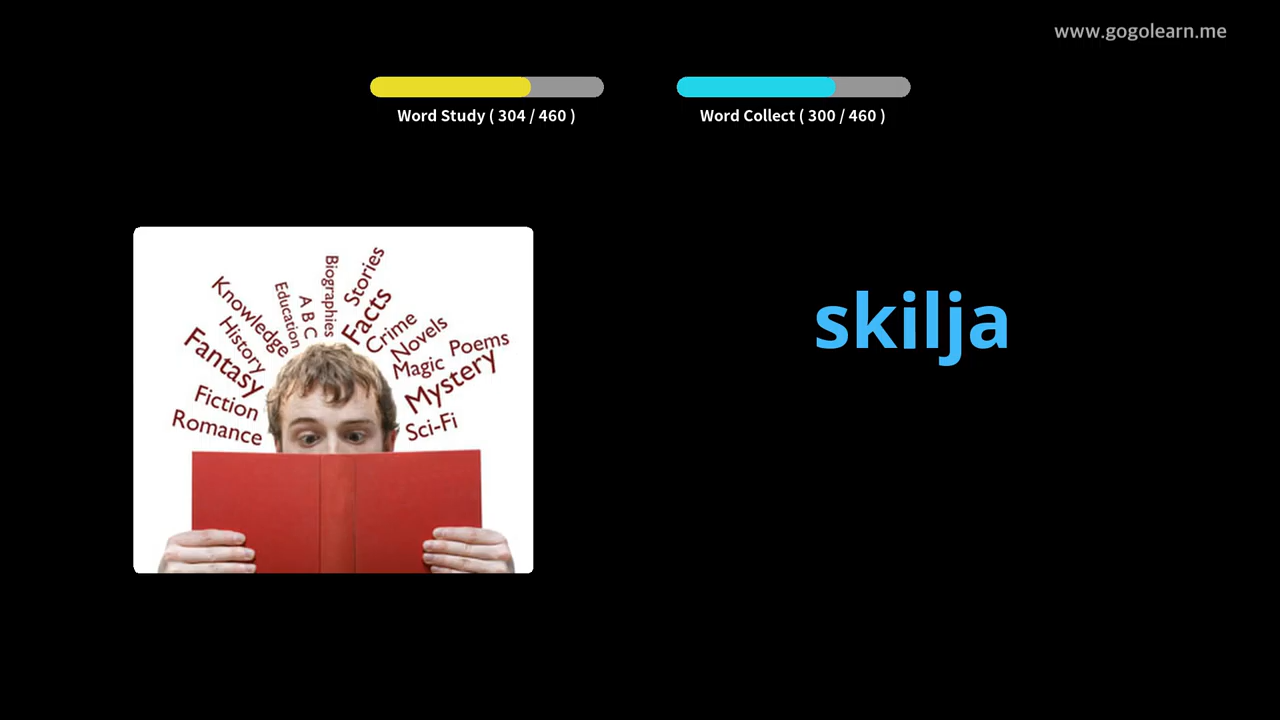 www.gogolearn.me
Word Study ( 304 / 460 )
Word Collect ( 300 / 460 )
skilja
Biographies
Stories
Knowledge
Education
A B C
Facts
History
Crime
Novels
Poems
Fantasy
Magic
Mystery
Fiction
Romance
Sci-Fi